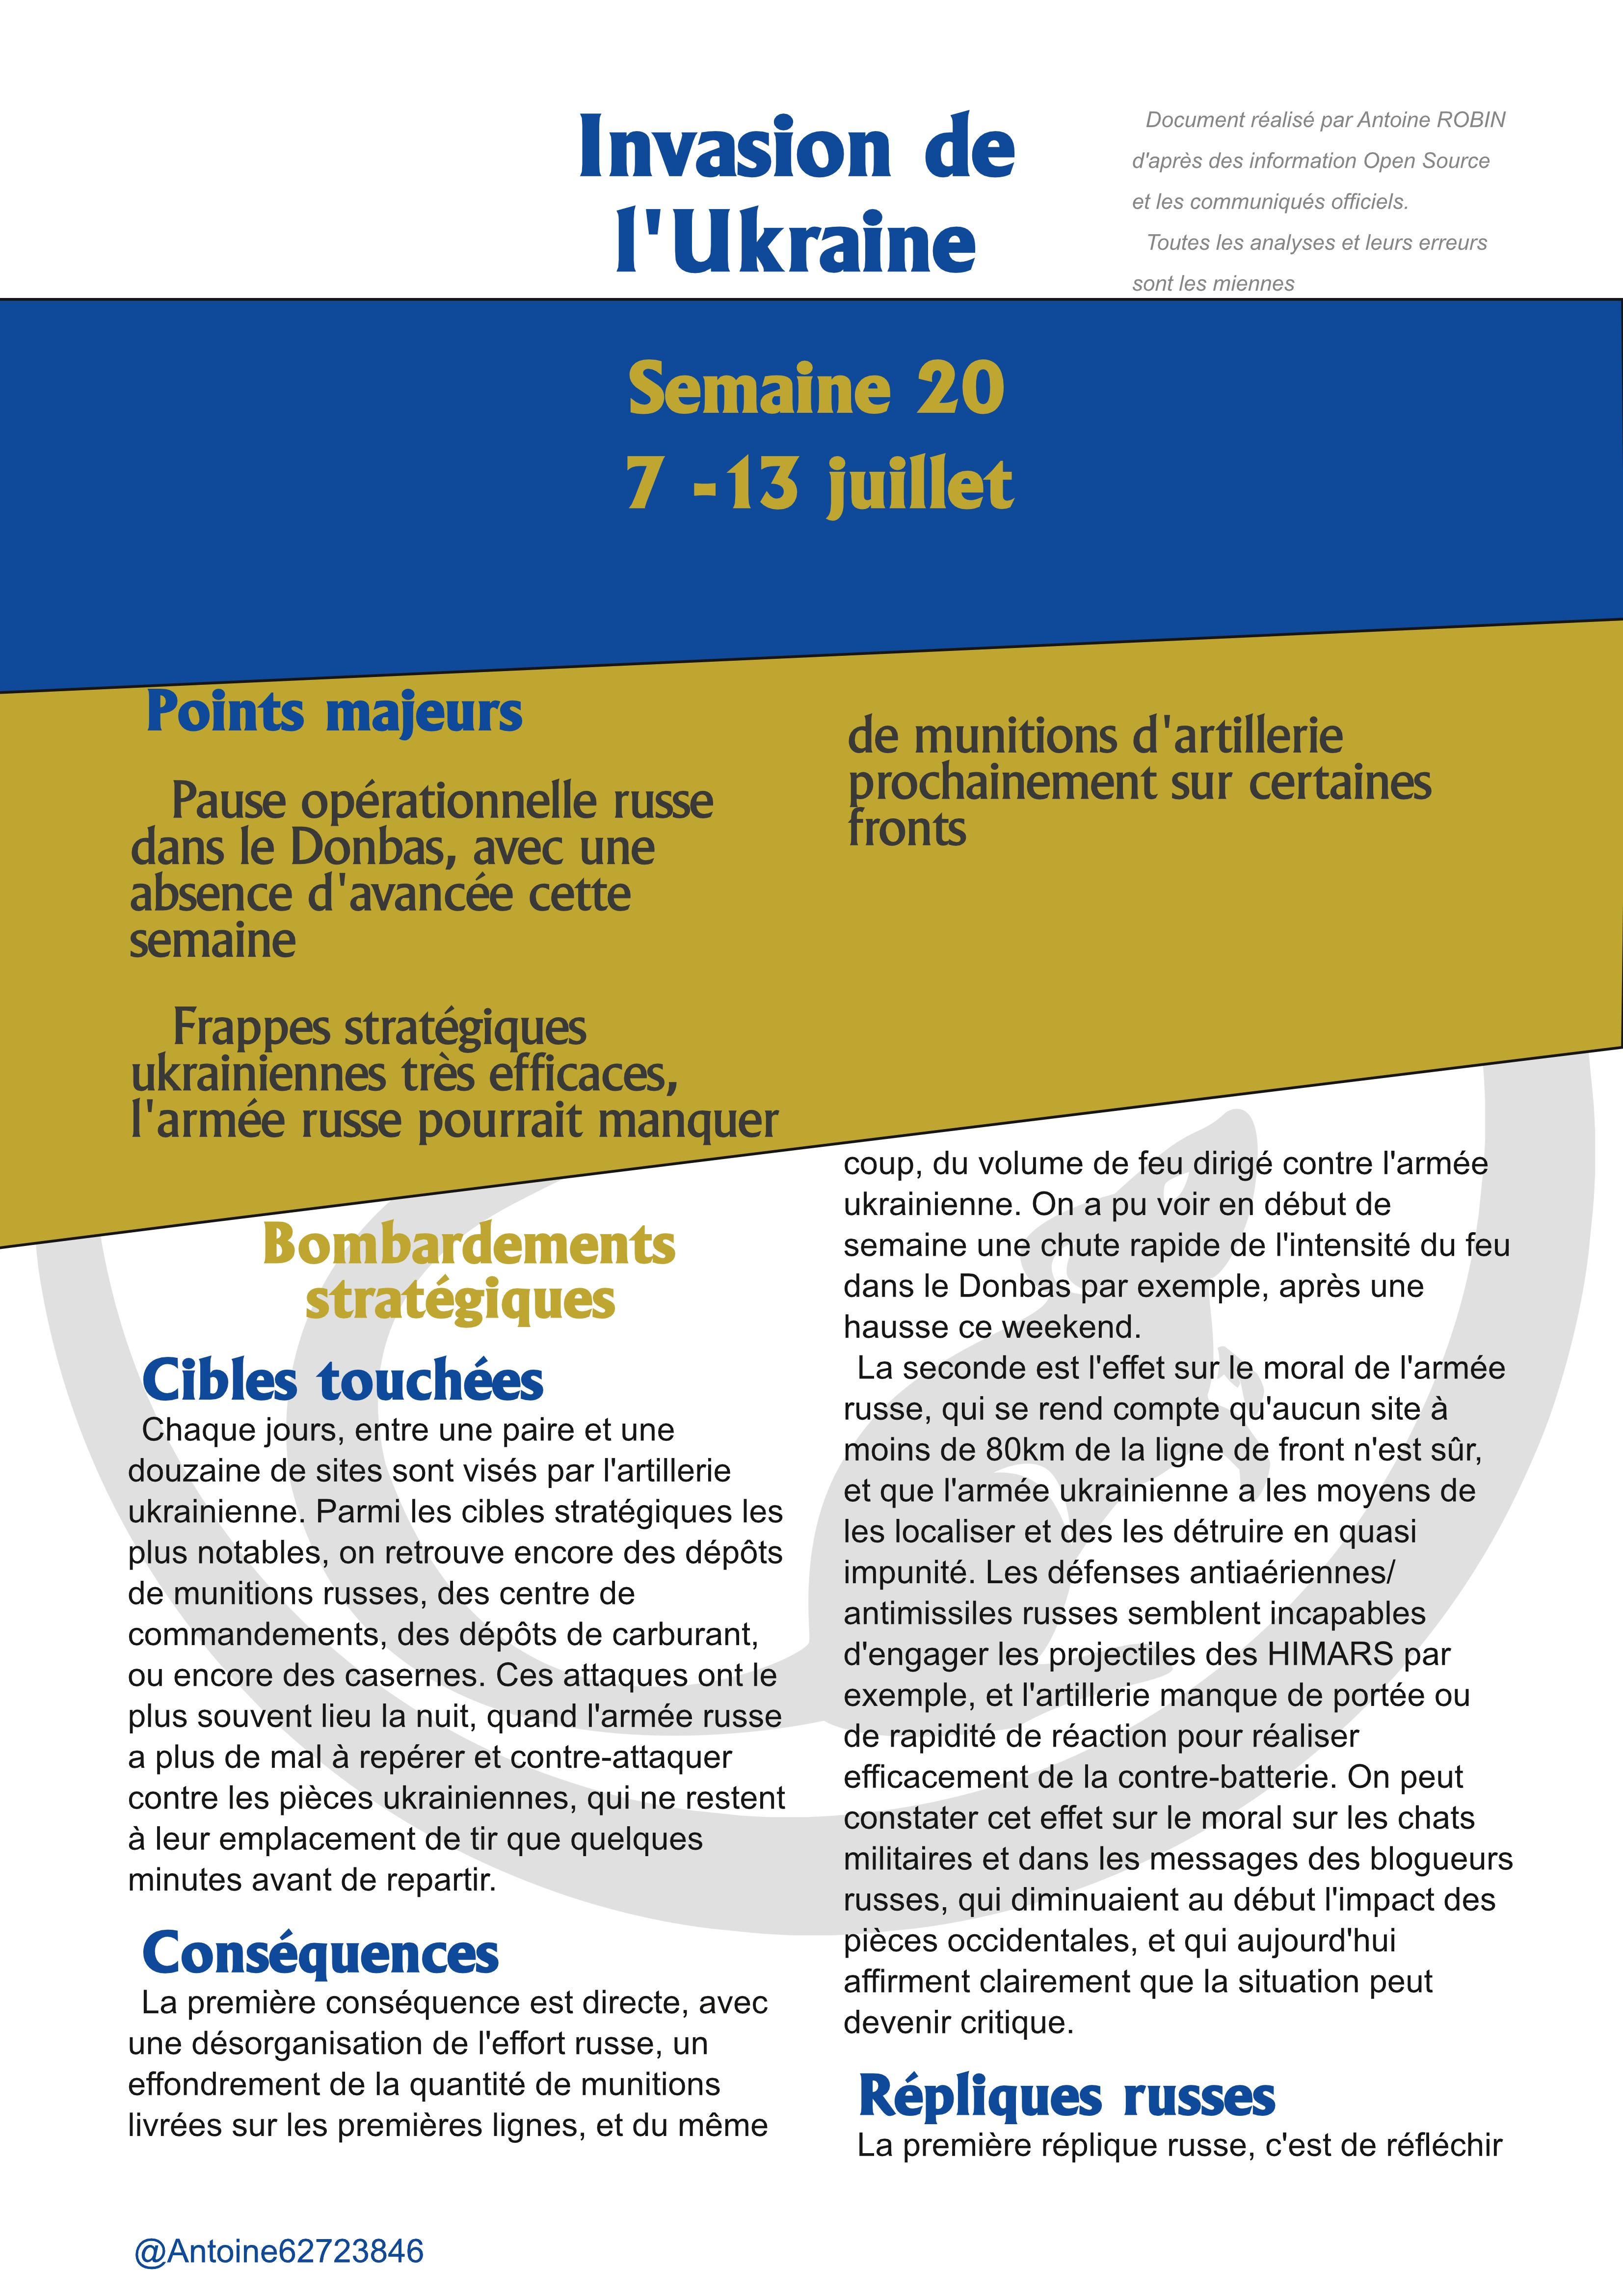 Invasion de
l'Ukraine
Document réalisé par Antoine ROBIN
d'après des information Open Source
et les communiqués officiels.
Toutes les analyses et leurs erreurs
sont les miennes
Semaine 20
7 -13 juillet
Points majeurs
Pause opérationnelle russe
dans le Donbas, avec une
absence d'avancée cette
semaine
Frappes stratégiques
ukrainiennes très efficaces,
l'armée russe pourrait manquer
de munitions d'artillerie
prochainement sur certaines
fronts
Bombardements
stratégiques
Cibles touchées
Chaque jours, entre une paire et une
douzaine de sites sont visés par l'artillerie
ukrainienne. Parmi les cibles stratégiques les
plus notables, on retrouve encore des dépôts
de munitions russes, des centre de
commandements, des dépôts de carburant,
ou encore des casernes. Ces attaques ont le
plus souvent lieu la nuit, quand l'armée russe
a plus de mal à repérer et contre-attaquer
contre les pièces ukrainiennes, qui ne restent
à leur emplacement de tir que quelques
minutes avant de repartir.
Conséquences
La première conséquence est directe, avec
une désorganisation de l'effort russe, un
effondrement de la quantité de munitions
livrées sur les premières lignes, et du même
coup, du volume de feu dirigé contre l'armée
ukrainienne. On a pu voir en début de
semaine une chute rapide de l'intensité du feu
dans le Donbas par exemple, après une
hausse ce weekend.
La seconde est l'effet sur le moral de l'armée
russe, qui se rend compte qu'aucun site à
moins de 80km de la ligne de front n'est sûr,
et que l'armée ukrainienne a les moyens de
les localiser et des les détruire en quasi
impunité. Les défenses antiaériennes/
antimissiles russes semblent incapables
d'engager les projectiles des HIMARS par
exemple, et l'artillerie manque de portée ou
de rapidité de réaction pour réaliser
efficacement de la contre-batterie. On peut
constater cet effet sur le moral sur les chats
militaires et dans les messages des blogueurs
russes, qui diminuaient au début l'impact des
pièces occidentales, et qui aujourd'hui
affirment clairement que la situation peut
devenir critique.
Répliques russes
La première réplique russe, c'est de réfléchir
@Antoine62723846